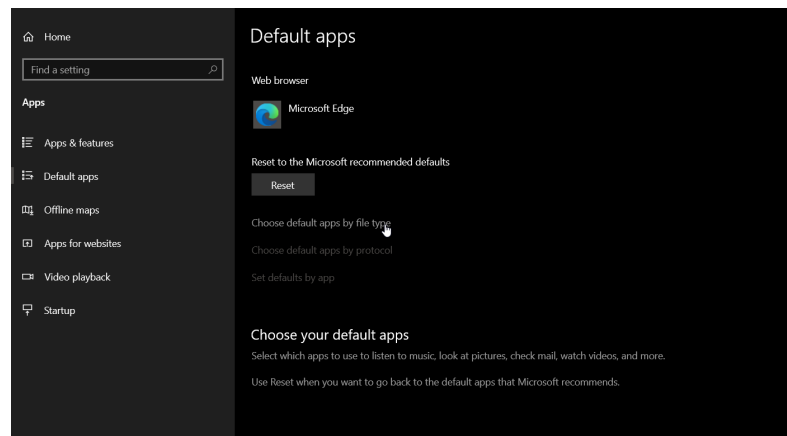 Home
Find a setting
Apps
Apps & features
Default apps
Offline maps
Apps for websites
Video playback
Startup
Default apps
Web browser
Microsoft Edge
Reset to the Microsoft recommended defaults
Reset
Choose default apps by file type
Choose default apps by protocol
Set defaults by app
Choose your default apps
Select which apps to use to listen to music, look at pictures, check mail, watch videos, and more.
Use Reset when you want to go back to the default apps that Microsoft recommends.